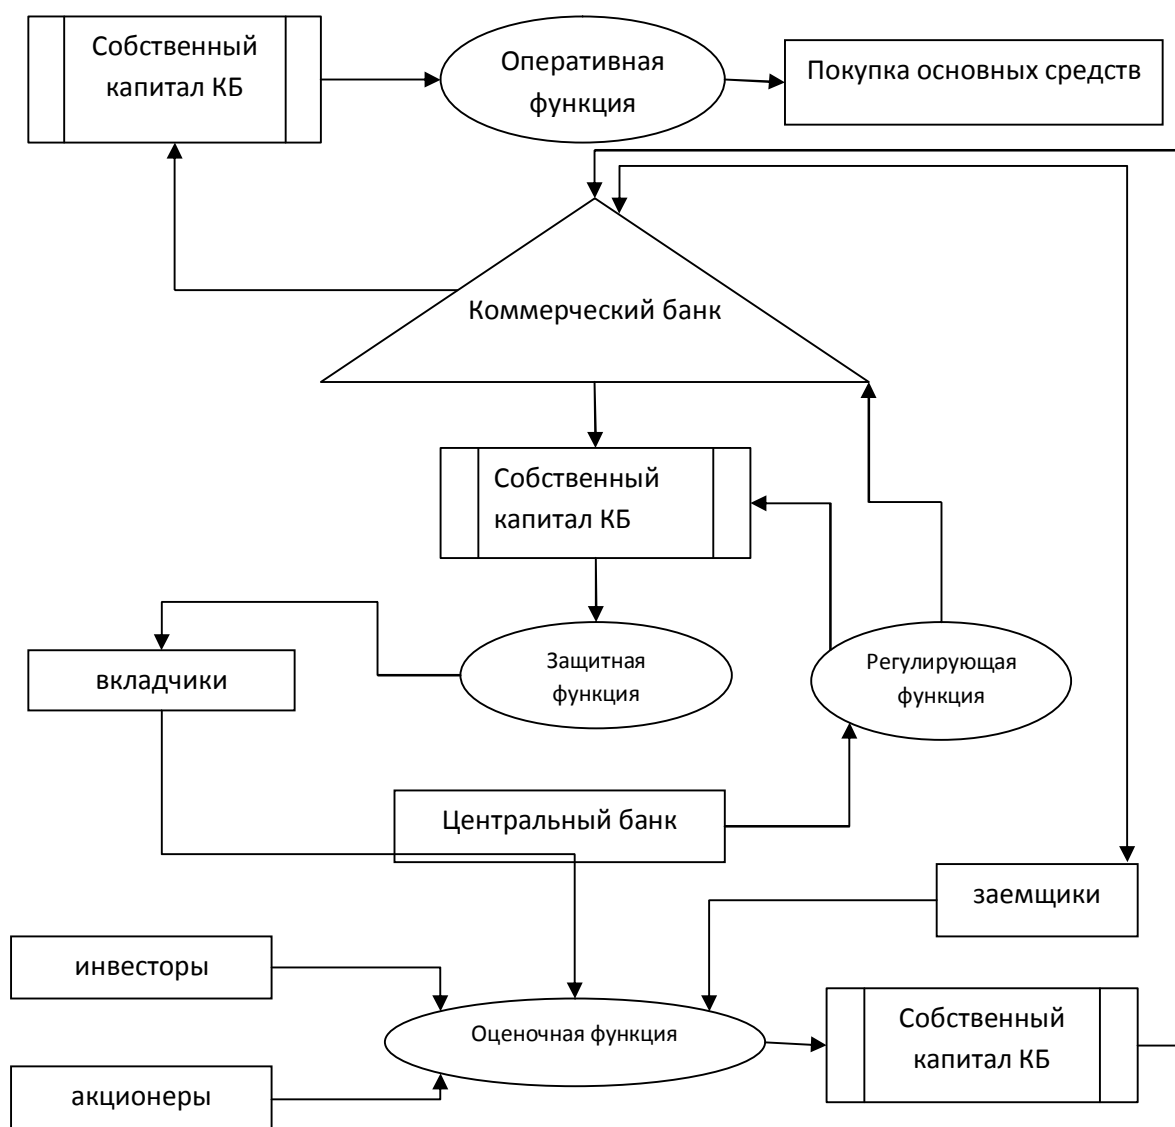 Собственный
капитал КБ
Оперативная
функция
Покупка основных средств
Коммерческий банк
Собственный
капитал КБ
вкладчики
Защитная
функция
Регулирующая
функция
Центральный банк
заемщики
инвесторы
Оценочная функция
Собственный
капитал КБ
акционеры